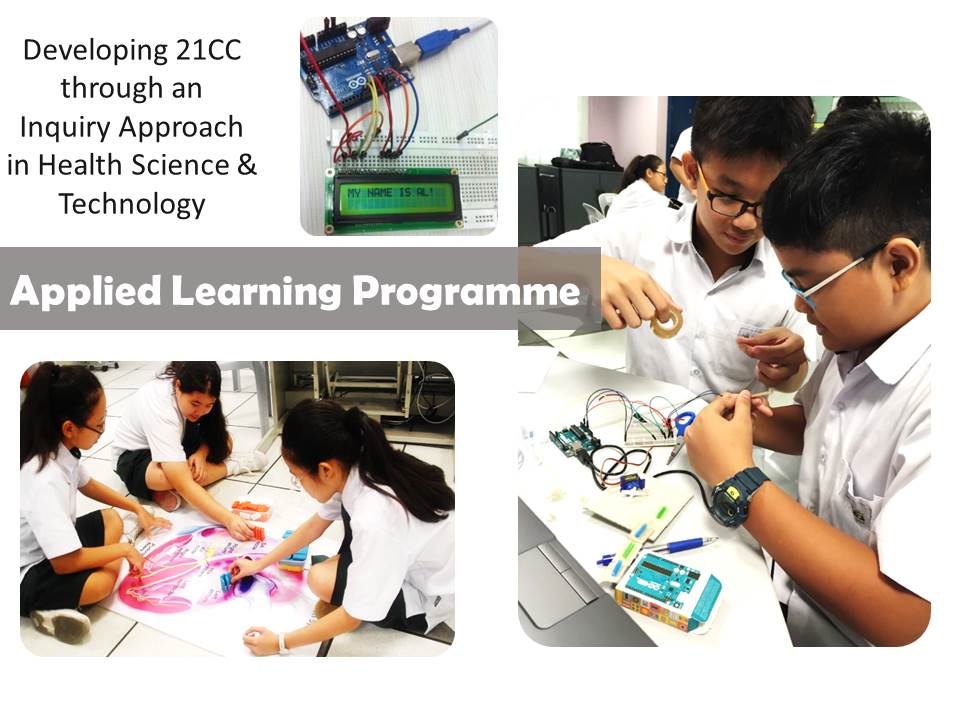 Developing 21CC
through an
Inquiry Approach
in Health Science &
Technology
MY NAME IS AL!
Applied Learning Programme